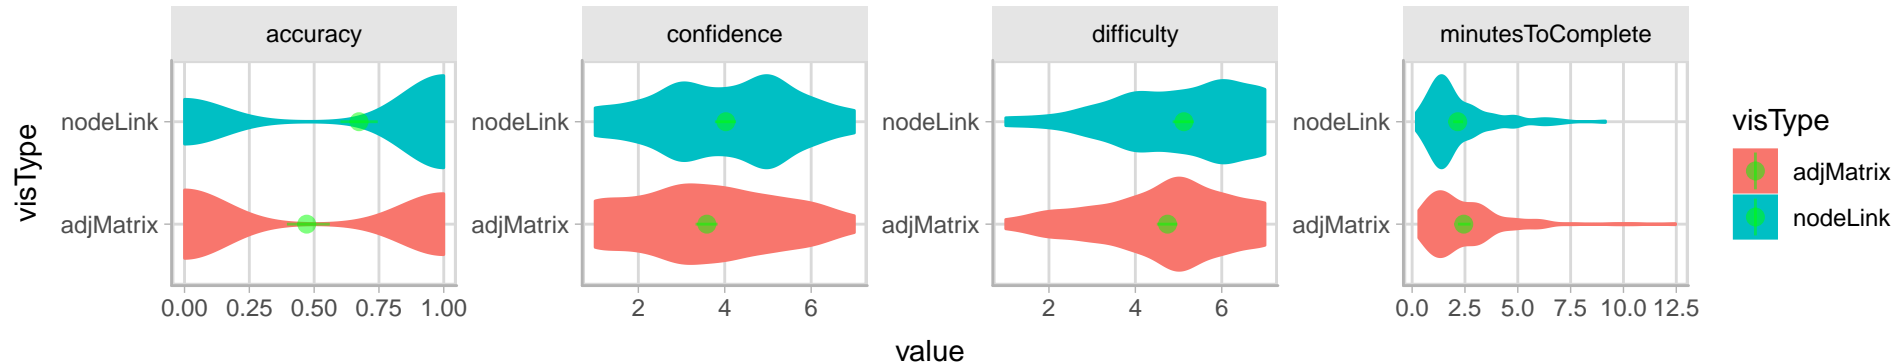 accuracy
confidence
difficulty
minutesToComplete
visType
nodeLink
adjMatrix
0.00 0.25 0.50 0.75 1.00
nodeLink
adjMatrix
2 4 6
nodeLink
adjMatrix
2 4 6
nodeLink
adjMatrix
0.0 2.5 5.0 7.5 10.0 12.5
value
visType
adjMatrix
nodeLink